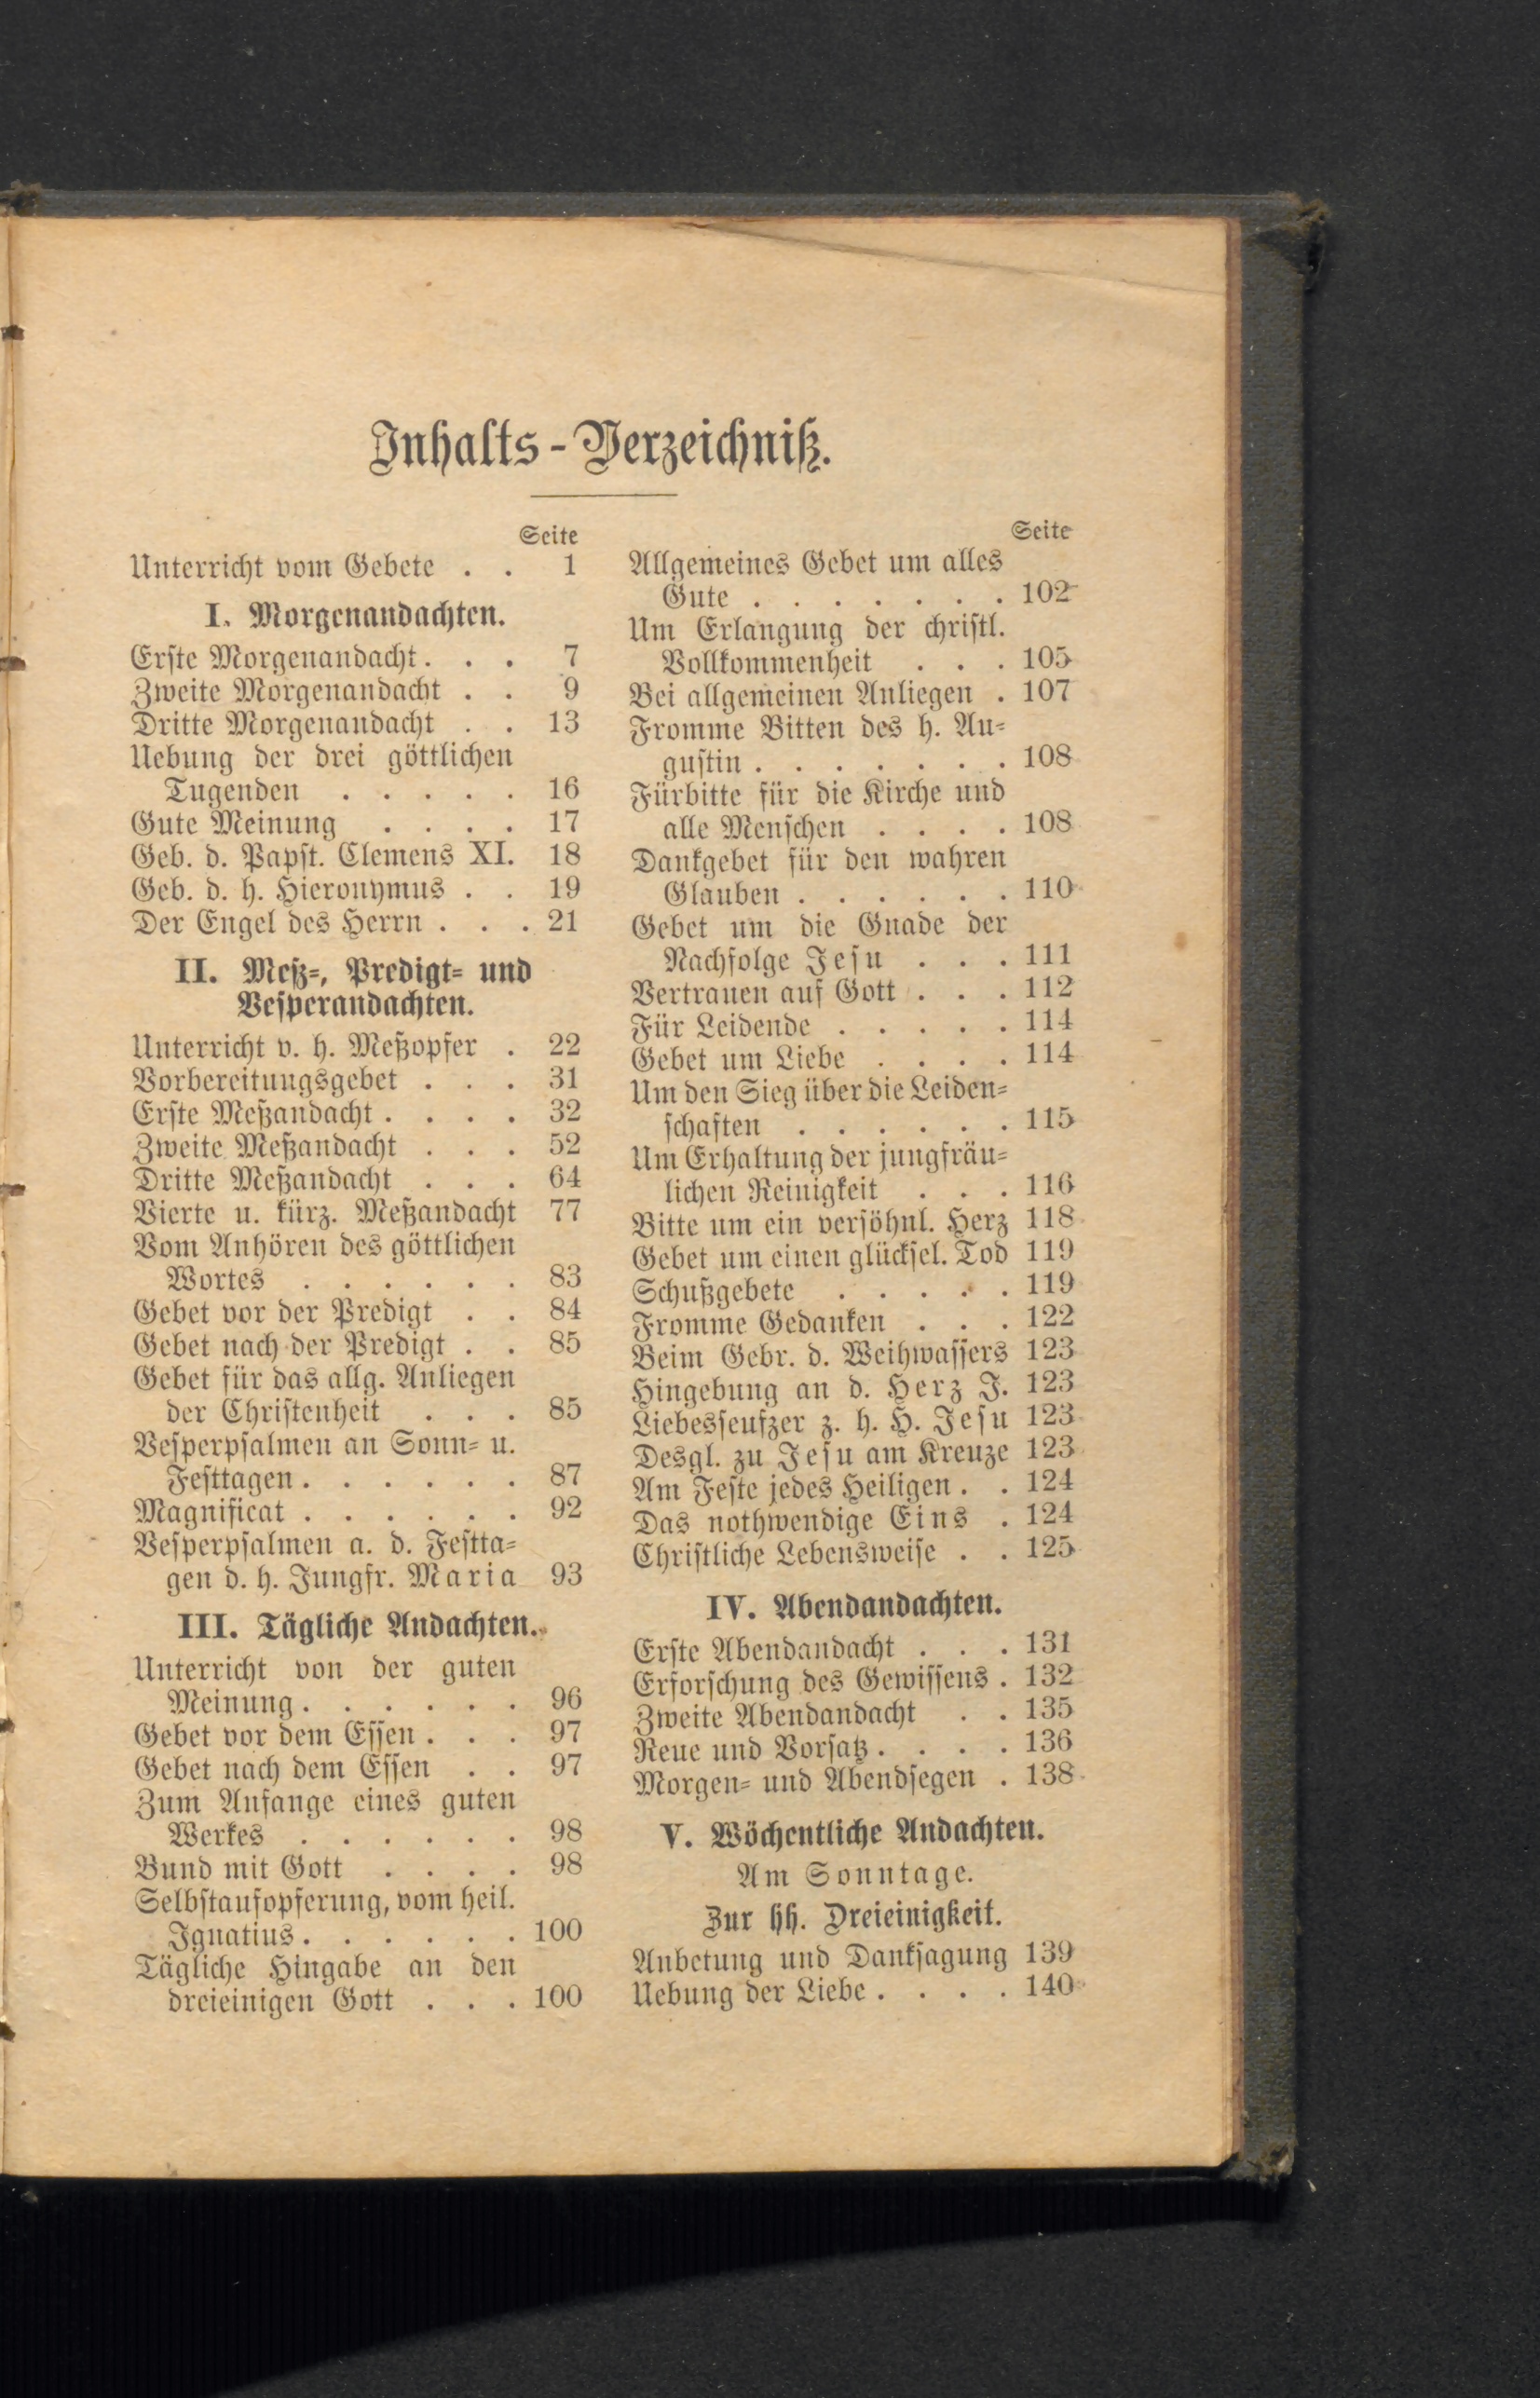 Inhalts-Verzeichniß.
Seite
Unterricht vom Gebete . . 1
I. Morgenandachten.
Erste Morgenandacht. . . 7
Zweite Morgenandacht . . 9
Dritte Morgenandacht . . 13
Uebung der drei göttlichen
Tugenden . . . . . 16
Gute Meinung . . . . 17
Geb. d. Papst. Clemens XI. 18
Geb. d. h. Hieronymus . . 19
Der Engel des Herrn . . . 21
II. Meß-, Predigt- und
Vesperandachten.
Unterricht v. h. Meßopfer . 22
Vorbereitungsgebet . . . 31
Erste Meßandacht . . . . 32
Zweite Meßandacht . . . 52
Dritte Meßandacht . . . 64
Vierte u. kürz. Meßandacht 77
Vom Anhören des göttlichen
Wortes . . . . . . 83
Gebet vor der Predigt . . 84
Gebet nach der Predigt . . 85
Gebet für das allg. Anliegen
der Christenheit . . . 85
Vesperpsalmen an Sonn- u.
Festtagen . . . . . . 87
Magnificat . . . . . . 92
Vesperpsalmen a. d. Festta-
gen d. h. Jungfr. Maria 93
III. Tägliche Andachten.
Unterricht von der guten
Meinung . . . . . . 96
Gebet vor dem Essen . . . 97
Gebet nach dem Essen . . 97
Zum Anfange eines guten
Werkes . . . . . . 98
Bund mit Gott . . . . 98
Selbstaufopferung, vom heil.
Ignatius . . . . . . 100
Tägliche Hingabe an den
dreieinigen Gott . . . 100
Seite
Allgemeines Gebet um alles
Gute . . . . . . . 102
Um Erlangung der christl.
Vollkommenheit . . . 105
Bei allgemeinen Anliegen . 107
Fromme Bitten des h. Au-
gustin . . . . . . . 108
Fürbitte für die Kirche und
alle Menschen . . . . 108
Dankgebet für den wahren
Glauben . . . . . . 110
Gebet um die Gnade der
Nachfolge Jesu . . . 111
Vertrauen auf Gott . . . 112
Für Leidende . . . . . 114
Gebet um Liebe . . . . 114
Um den Sieg über die Leiden-
schaften . . . . . . 115
Um Erhaltung der jungfräu-
lichen Reinigkeit . . . 116
Bitte um ein versöhnl. Herz 118
Gebet um einen glücksel. Tod 119
Schußgebete . . . . . 119
Fromme Gedanken . . . 122
Beim Gebr. d. Weihwassers 123
Hingebung an d. Herz J. 123
Liebesseufzer z. h. H. Jesu 123
Desgl. zu Jesu am Kreuze 123
Am Feste jedes Heiligen . . 124
Das nothwendige Eins . 124
Christliche Lebensweise . . 125
IV. Abendandachten.
Erste Abendandacht . . . 131
Erforschung des Gewissens . 132
Zweite Abendandacht . . 135
Reue und Vorsatz . . . . 136
Morgen- und Abendsegen . 138
V. Wöchentliche Andachten.
Am Sonntage.
Zur hh. Dreieinigkeit.
Anbetung und Danksagung 139
Uebung der Liebe . . . . 140